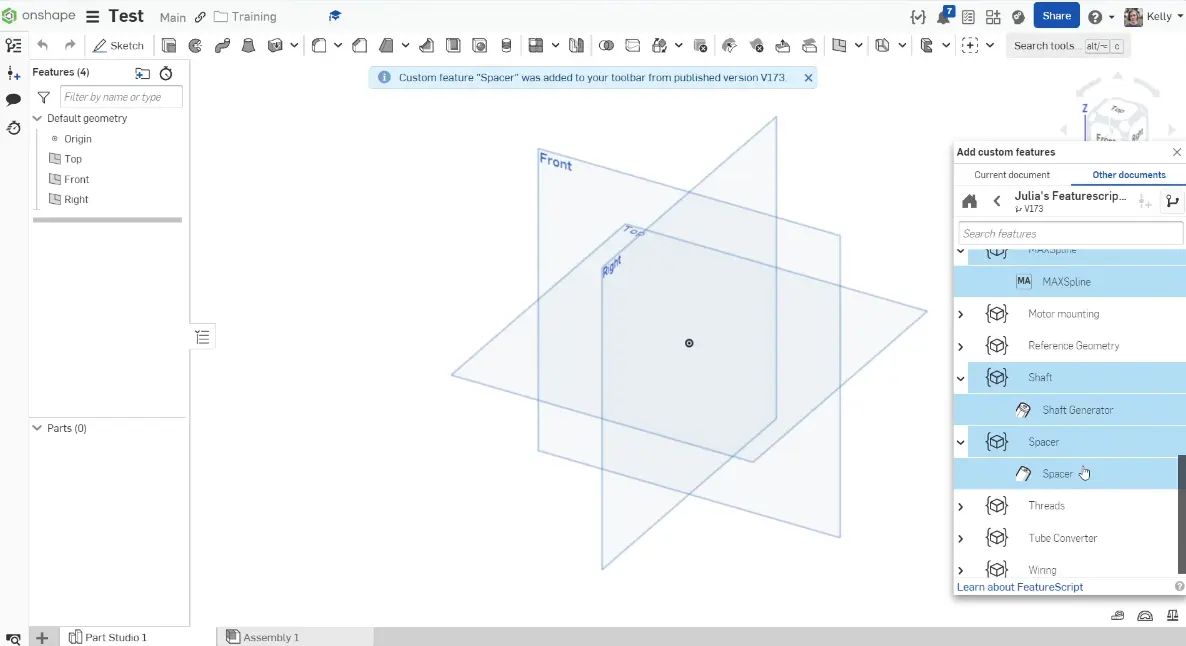 onshape Test Main Training 7 Share Kelly
Sketch Search tools... alt/⌥ c
Features (4)
Filter by name or type
Default geometry
Origin
Top
Front
Right
Parts (0)
Custom feature "Spacer" was added to your toolbar from published version V173.
Front
Top
Right
Z
Top
Front
Right
Add custom features
Current document Other documents
Julia's Featurescrip...
V173
Search features
MAXSpline
MA MAXSpline
Motor mounting
Reference Geometry
Shaft
Shaft Generator
Spacer
Spacer
Threads
Tube Converter
Wiring
Learn about FeatureScript
Part Studio 1 Assembly 1